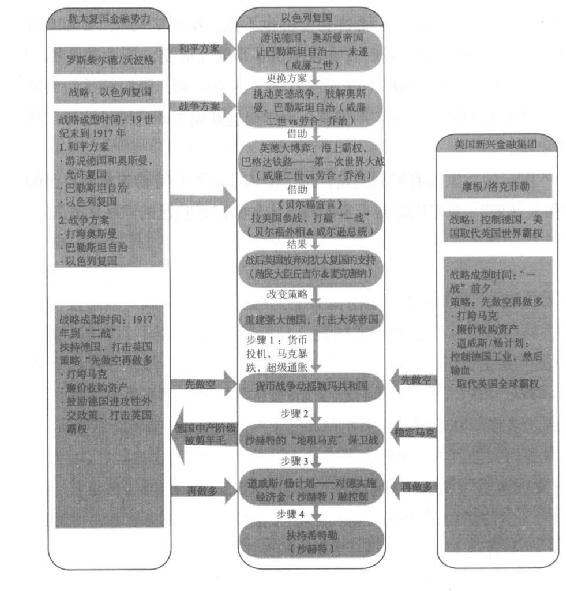 犹太复国金融势力
罗斯柴尔德/沃波格
战略：以色列复国
战略成型时间：19世
纪末到1917年
1.和平方案
·游说德国和奥斯曼，
允许复国
·巴勒斯坦自治
·以色列复国
2.战争方案
·打垮奥斯曼
·巴勒斯坦自治
·以色列复国
战略成型时间：1917
年到“二战”
扶持德国，打击英国
策略“先做空再做多
·打垮马克
·廉价收购资产
·鼓励德国进攻性外
交政策，打击英国
霸权
和平方案
战争方案
先做空
德国中产阶级
被剪羊毛
再做多
以色列复国
游说德国、奥斯曼帝国
让巴勒斯坦自治——未遂
（威廉二世）
更换方案
挑动英德战争，肢解奥斯
曼，巴勒斯坦自治（威廉
二世vs劳合·乔治）
借助
英德大博弈：海上霸权，
巴格达铁路——第一次世界大战
（威廉二世vs劳合·乔治）
借助
《贝尔福宣言》
拉美国参战，打赢“一战”
（贝尔福外相&威尔逊总统）
结果
战后英国放弃对犹太复国的支持
（殖民大臣丘吉尔&麦克唐纳）
改变策略
重建强大德国，打击大英帝国
步骤1：货币
投机，马克暴
跌，超级通胀
货币战争动摇魏玛共和国
步骤2
沙赫特的“地租马克”保卫战
步骤3
道威斯/杨计划——对德实施
经济金（沙赫特）融控制
步骤4
扶持希特勒
（沙赫特）
先做空
稳定马克
再做多
美国新兴金融集团
摩根/洛克菲勒
战略：控制德国，美
国取代英国世界霸权
战略成型时间：“一
战”前夕
策略：先做空再做多
·打垮马克
·廉价收购资产
·道威斯/杨计划：
控制德国工业，然后
输血
·取代英国全球霸权